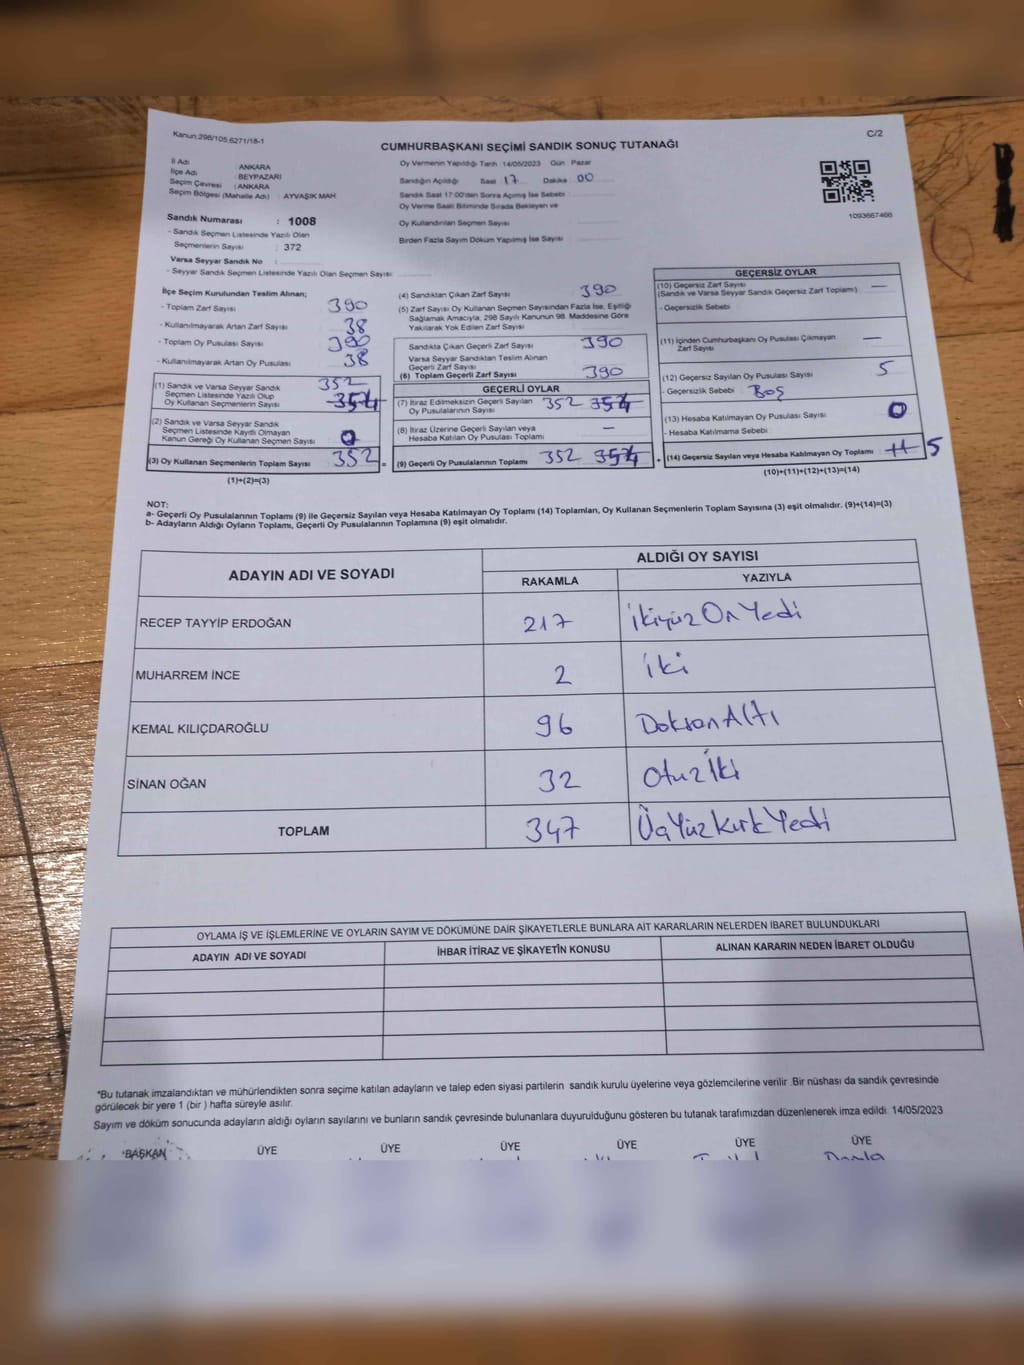 Kanun:298/105,6271/18-1
C/2
CUMHURBAŞKANI SEÇİMİ SANDIK SONUÇ TUTANAĞI
İl Adı : ANKARA
İlçe Adı : BEYPAZARI
Seçim Çevresi : ANKARA
Seçim Bölgesi (Mahalle Adı) : AYVAŞIK MAH
Sandık Numarası : 1008
- Sandık Seçmen Listesinde Yazılı Olan
Seçmenlerin Sayısı : 372
Varsa Seyyar Sandık No :
- Seyyar Sandık Seçmen Listesinde Yazılı Olan Seçmen Sayısı
Oy Vermenin Yapıldığı Tarih : 14/05/2023 Gün : Pazar
Sandığın Açıldığı Saat 17 Dakika 00
Sandık Saat 17:00'den Sonra Açılmış İse Sebebi
Oy Verme Saati Bitiminde Sırada Bekleyen ve
Oy Kullandırılan Seçmen Sayısı
Birden Fazla Sayım Döküm Yapılmış İse Sayısı
1093667466
İlçe Seçim Kurulundan Teslim Alınan;
- Toplam Zarf Sayısı 390
- Kullanılmayarak Artan Zarf Sayısı 38
- Toplam Oy Pusulası Sayısı 390
- Kullanılmayarak Artan Oy Pusulası 38
(1) Sandık ve Varsa Seyyar Sandık
Seçmen Listesinde Yazılı Olup
Oy Kullanan Seçmenlerin Sayısı 352 354
(2) Sandık ve Varsa Seyyar Sandık
Seçmen Listesinde Kayıtlı Olmayan
Kanun Gereği Oy Kullanan Seçmen Sayısı 0
(3) Oy Kullanan Seçmenlerin Toplam Sayısı 352
(1)+(2)=(3)
(4) Sandıktan Çıkan Zarf Sayısı 390
(5) Zarf Sayısı Oy Kullanan Seçmen Sayısından Fazla İse, Eşitliği
Sağlamak Amacıyla, 298 Sayılı Kanunun 98. Maddesine Göre
Yakılarak Yok Edilen Zarf Sayısı
Sandıkta Çıkan Geçerli Zarf Sayısı 390
Varsa Seyyar Sandıktan Teslim Alınan
Geçerli Zarf Sayısı
(6) Toplam Geçerli Zarf Sayısı 390
GEÇERLİ OYLAR
(7) İtiraz Edilmeksizin Geçerli Sayılan
Oy Pusulalarının Sayısı 352 354
(8) İtiraz Üzerine Geçerli Sayılan veya
Hesaba Katılan Oy Pusulası Toplamı —
= (9) Geçerli Oy Pusulalarının Toplamı 352 354
GEÇERSİZ OYLAR
(10) Geçersiz Zarf Sayısı
(Sandık ve Varsa Seyyar Sandık Geçersiz Zarf Toplamı) —
- Geçersizlik Sebebi
(11) İçinden Cumhurbaşkanı Oy Pusulası Çıkmayan
Zarf Sayısı —
(12) Geçersiz Sayılan Oy Pusulası Sayısı 5
- Geçersizlik Sebebi Boş
(13) Hesaba Katılmayan Oy Pusulası Sayısı 0
- Hesaba Katılmama Sebebi
+ (14) Geçersiz Sayılan veya Hesaba Katılmayan Oy Toplamı 5
(10)+(11)+(12)+(13)=(14)
NOT:
a- Geçerli Oy Pusulalarının Toplamı (9) ile Geçersiz Sayılan veya Hesaba Katılmayan Oy Toplamı (14) Toplamları, Oy Kullanan Seçmenlerin Toplam Sayısına (3) eşit olmalıdır. (9)+(14)=(3)
b- Adayların Aldığı Oyların Toplamı, Geçerli Oy Pusulalarının Toplamına (9) eşit olmalıdır.
ADAYIN ADI VE SOYADI
ALDIĞI OY SAYISI
RAKAMLA YAZIYLA
RECEP TAYYİP ERDOĞAN 217 İkiyüz On Yedi
MUHARREM İNCE 2 İki
KEMAL KILIÇDAROĞLU 96 Doksan Altı
SİNAN OĞAN 32 Otuz İki
TOPLAM 347 Üç Yüz Kırk Yedi
OYLAMA İŞ VE İŞLEMLERİNE VE OYLARIN SAYIM VE DÖKÜMÜNE DAİR ŞİKAYETLERLE BUNLARA AİT KARARLARIN NELERDEN İBARET BULUNDUKLARI
ADAYIN ADI VE SOYADI İHBAR İTİRAZ VE ŞİKAYETİN KONUSU ALINAN KARARIN NEDEN İBARET OLDUĞU
*Bu tutanak imzalandıktan ve mühürlendikten sonra seçime katılan adayların ve talep eden siyasi partilerin sandık kurulu üyelerine veya gözlemcilerine verilir .Bir nüshası da sandık çevresinde
görülecek bir yere 1 (bir ) hafta süreyle asılır.
Sayım ve döküm sonucunda adayların aldığı oyların sayılarını ve bunların sandık çevresinde bulunanlara duyurulduğunu gösteren bu tutanak tarafımızdan düzenlenerek imza edildi. 14/05/2023
BAŞKAN ÜYE ÜYE ÜYE ÜYE ÜYE ÜYE